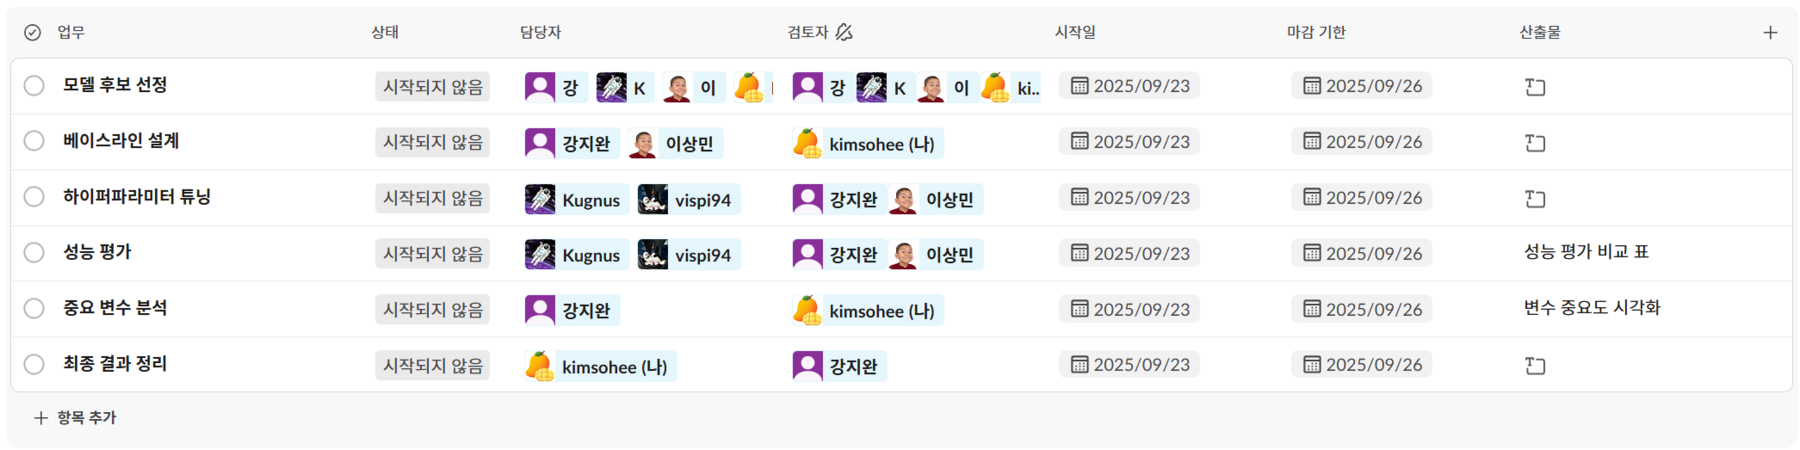 업무 상태 담당자 검토자 시작일 마감 기한 산출물
모델 후보 선정 시작되지 않음 강 K 이 강 K 이 ki.. 2025/09/23 2025/09/26
베이스라인 설계 시작되지 않음 강지완 이상민 kimsohee (나) 2025/09/23 2025/09/26
하이퍼파라미터 튜닝 시작되지 않음 Kugnus vispi94 강지완 이상민 2025/09/23 2025/09/26
성능 평가 시작되지 않음 Kugnus vispi94 강지완 이상민 2025/09/23 2025/09/26 성능 평가 비교 표
중요 변수 분석 시작되지 않음 강지완 kimsohee (나) 2025/09/23 2025/09/26 변수 중요도 시각화
최종 결과 정리 시작되지 않음 kimsohee (나) 강지완 2025/09/23 2025/09/26
항목 추가